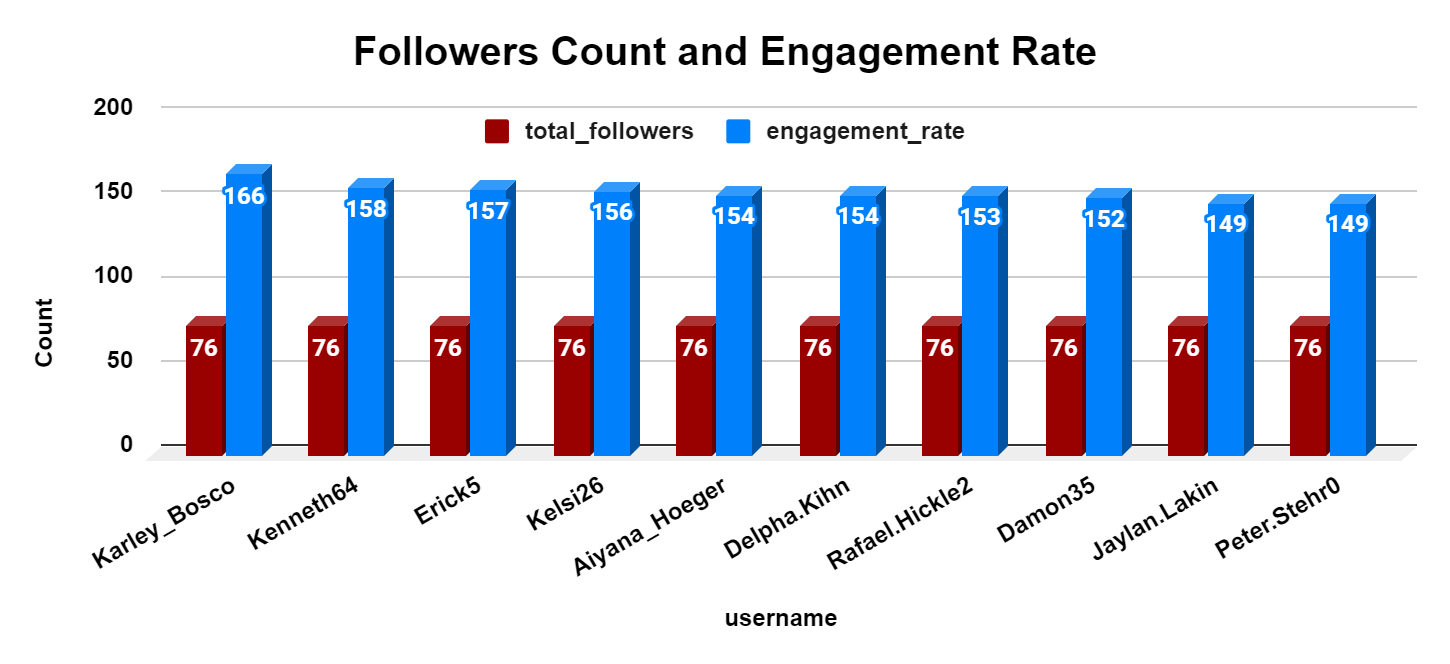 Followers Count and Engagement Rate
200
total_followers engagement_rate
150
100
50
0
Count
166 158 157 156 154 154 153 152 149 149
76 76 76 76 76 76 76 76 76 76
Karley_Bosco Kenneth64 Erick5 Kelsi26 Aiyana_Hoeger Delpha.Kihn Rafael.Hickle2 Damon35 Jaylan.Lakin Peter.Stehr0
username